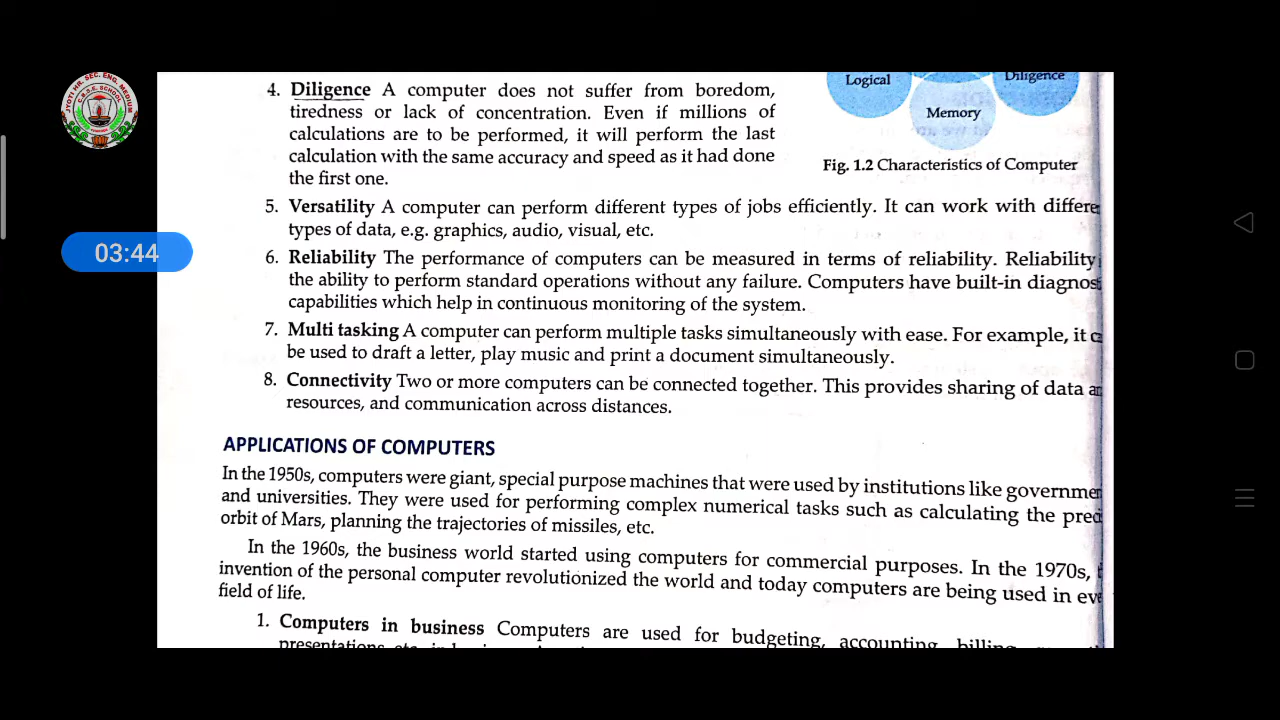 JYOTI HR. SEC. ENG. MEDIUM
C.B.S.E. SCHOOL
03:44
4. Diligence A computer does not suffer from boredom,
tiredness or lack of concentration. Even if millions of
calculations are to be performed, it will perform the last
calculation with the same accuracy and speed as it had done
the first one.
Logical
Diligence
Memory
Fig. 1.2 Characteristics of Computer
5. Versatility A computer can perform different types of jobs efficiently. It can work with differe
types of data, e.g. graphics, audio, visual, etc.
6. Reliability The performance of computers can be measured in terms of reliability. Reliability
the ability to perform standard operations without any failure. Computers have built-in diagnos
capabilities which help in continuous monitoring of the system.
7. Multi tasking A computer can perform multiple tasks simultaneously with ease. For example, it c
be used to draft a letter, play music and print a document simultaneously.
8. Connectivity Two or more computers can be connected together. This provides sharing of data a
resources, and communication across distances.
APPLICATIONS OF COMPUTERS
In the 1950s, computers were giant, special purpose machines that were used by institutions like governmen
and universities. They were used for performing complex numerical tasks such as calculating the prec
orbit of Mars, planning the trajectories of missiles, etc.
In the 1960s, the business world started using computers for commercial purposes. In the 1970s, t
invention of the personal computer revolutionized the world and today computers are being used in eve
field of life.
1. Computers in business Computers are used for budgeting, accounting, billing,
presentations etc.